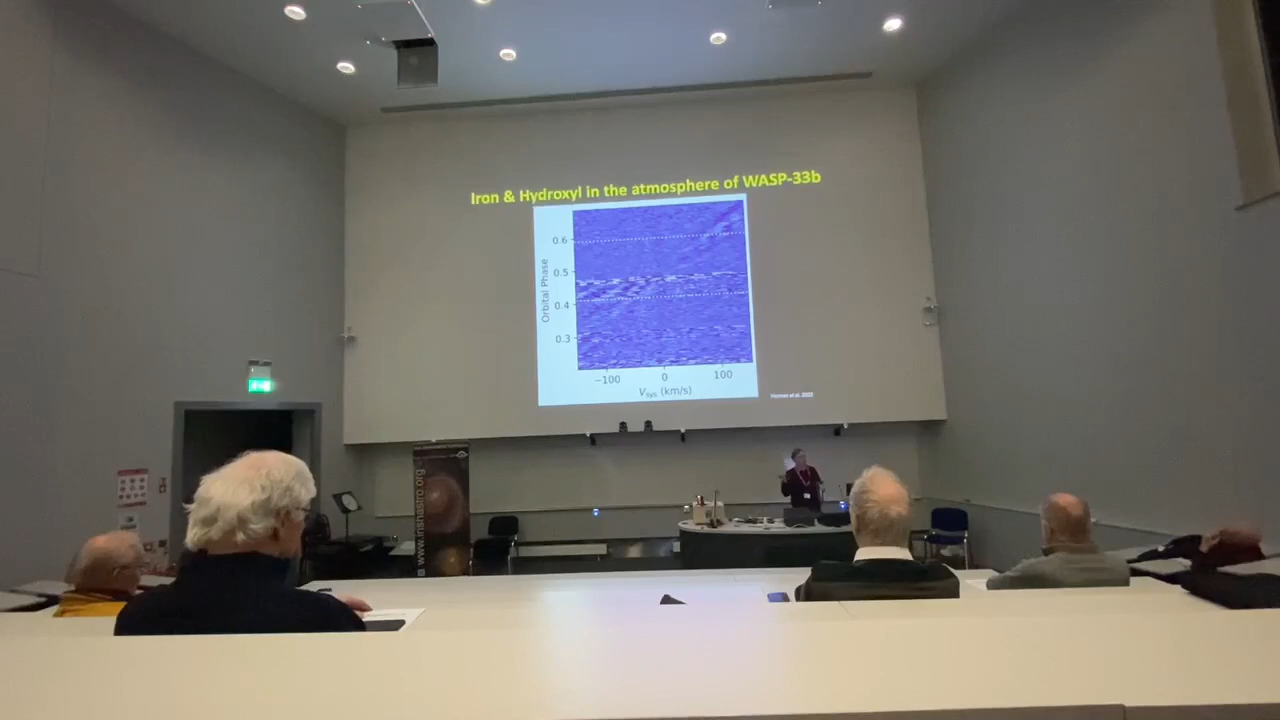 Iron & Hydroxyl in the atmosphere of WASP-33b
0.6
0.5
0.4
0.3
Orbital Phase
−100 0 100
Vsys (km/s)
www.irishastro.org